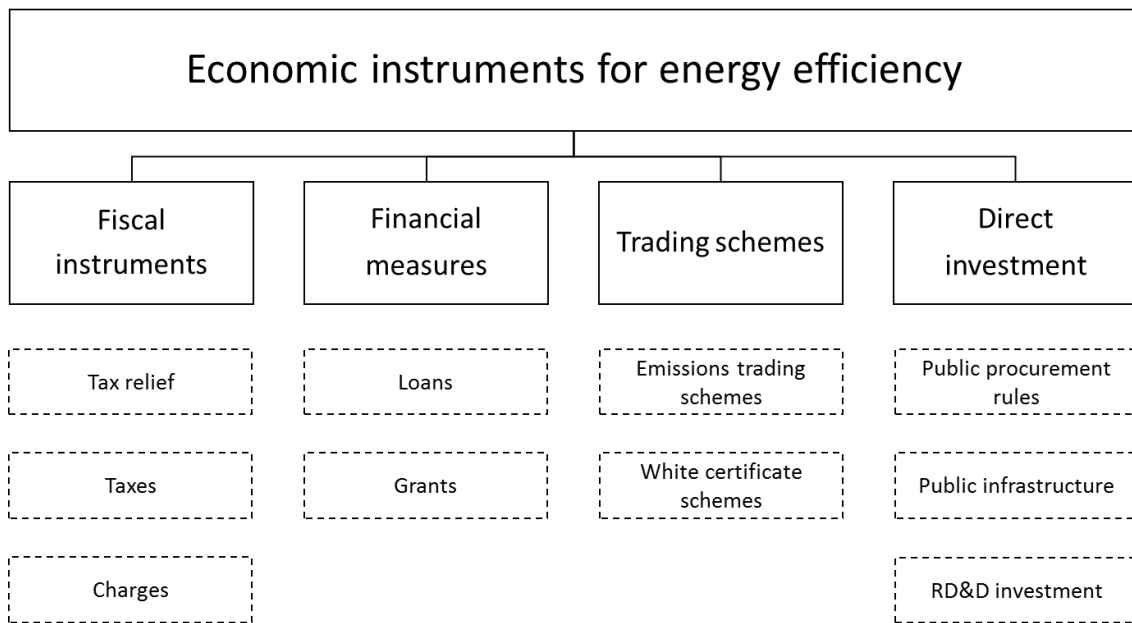 Economic instruments for energy efficiency
Fiscal
instruments
Financial
measures
Trading schemes
Direct
investment
Tax relief
Loans
Emissions trading
schemes
Public procurement
rules
Taxes
Grants
White certificate
schemes
Public infrastructure
Charges
RD&D investment